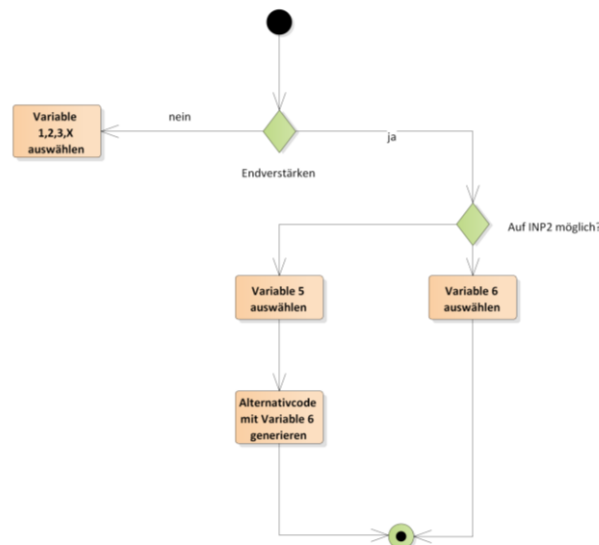 Variable
1,2,3,X
auswählen
nein
ja
Endverstärken
Auf INP2 möglich?
Variable 5
auswählen
Variable 6
auswählen
Alternativcode
mit Variable 6
generieren